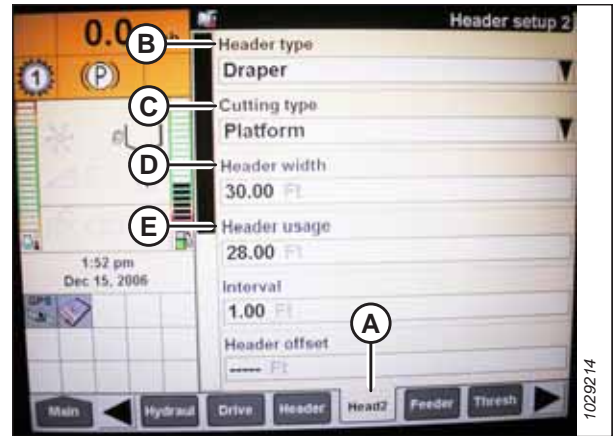 Header setup 2
0.0
B
Header type
Draper
1
(P)
C
Cutting type
Platform
D
Header width
30.00 Ft
E
Header usage
28.00 Ft
1:52 pm
Dec 15, 2006
Interval
1.00 Ft
GPS
A
Header offset
----- Ft
Main
Hydraul
Drive
Header
Head2
Feeder
Thresh
1029214